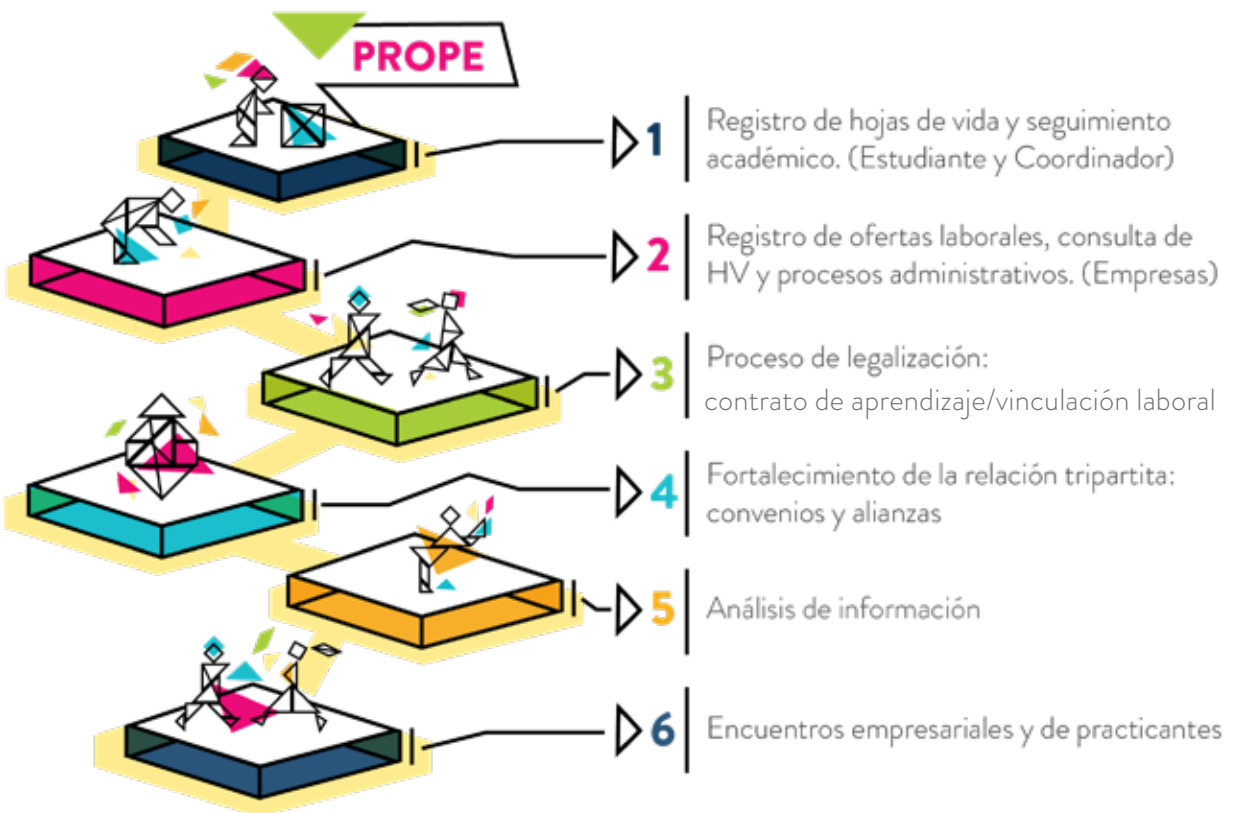 PROPE
1
Registro de hojas de vida y seguimiento
académico. (Estudiante y Coordinador)
2
Registro de ofertas laborales, consulta de
HV y procesos administrativos. (Empresas)
3
Proceso de legalización:
contrato de aprendizaje/vinculación laboral
4
Fortalecimiento de la relación tripartita:
convenios y alianzas
5
Análisis de información
6
Encuentros empresariales y de practicantes